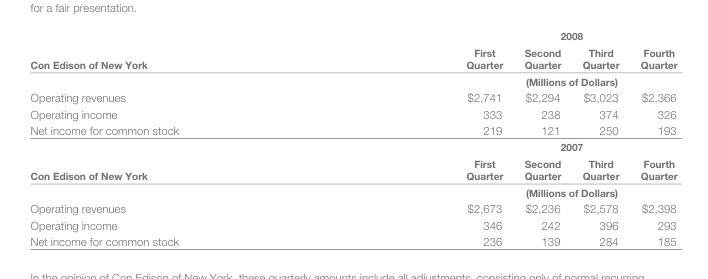 for a fair presentation.
2008
First Second Third Fourth
Con Edison of New York Quarter Quarter Quarter Quarter
(Millions of Dollars)
Operating revenues $2,741 $2,294 $3,023 $2,366
Operating income 333 238 374 326
Net income for common stock 219 121 250 193
2007
First Second Third Fourth
Con Edison of New York Quarter Quarter Quarter Quarter
(Millions of Dollars)
Operating revenues $2,673 $2,236 $2,578 $2,398
Operating income 346 242 396 293
Net income for common stock 236 139 284 185
In the opinion of Con Edison of New York, these quarterly amounts include all adjustments, consisting only of normal recurring